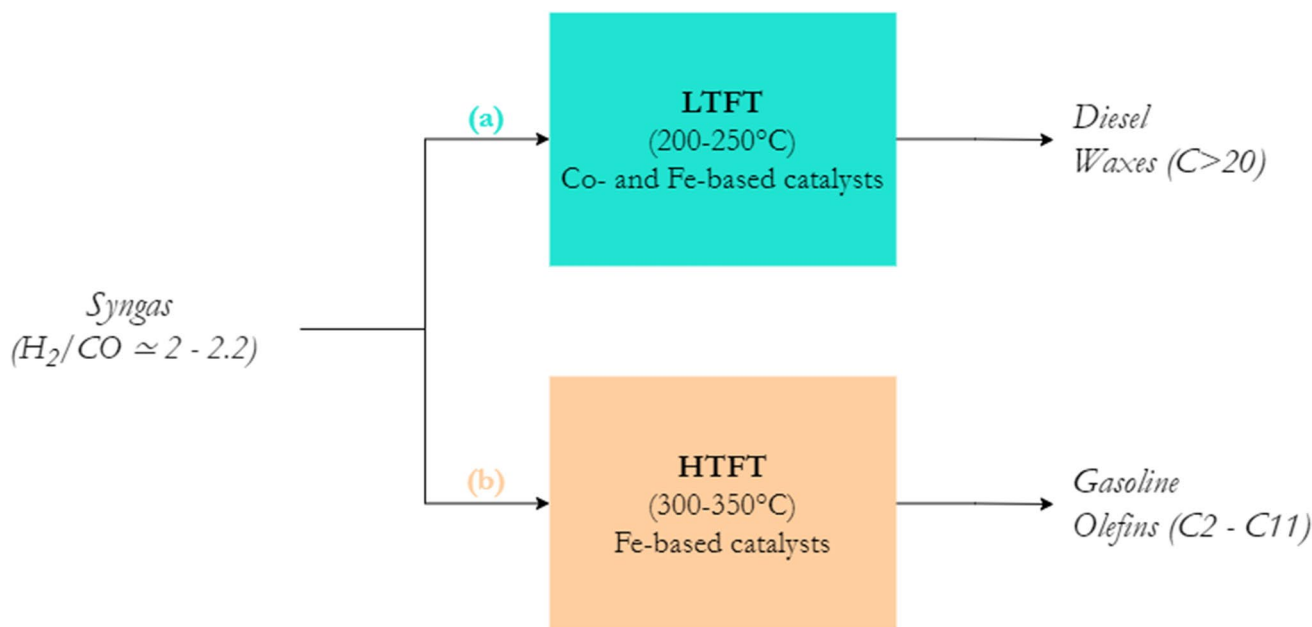 Syngas
(H₂/CO ≃ 2 - 2.2)
(a)
LTFT
(200-250°C)
Co- and Fe-based catalysts
Diesel
Waxes (C>20)
(b)
HTFT
(300-350°C)
Fe-based catalysts
Gasoline
Olefins (C2 - C11)